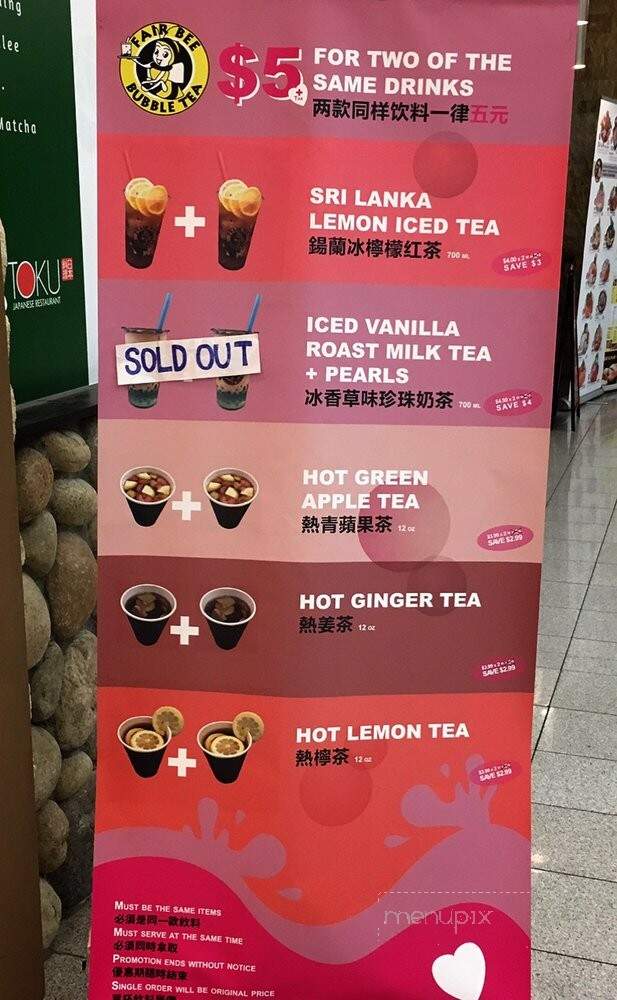 lee
Matcha
TOKU
JAPANESE RESTAURANT
FAIR BEE
BUBBLE TEA
$5
FOR TWO OF THE
SAME DRINKS
两款同样饮料一律五元
SRI LANKA
LEMON ICED TEA
錫蘭冰檸檬红茶 700 ML
SAVE $3
SOLD OUT
ICED VANILLA
ROAST MILK TEA
+ PEARLS
冰香草味珍珠奶茶 700 ML
SAVE $4
HOT GREEN
APPLE TEA
熱青蘋果茶 12 oz
SAVE $2.99
HOT GINGER TEA
熱姜茶 12 oz
SAVE $2.99
HOT LEMON TEA
熱檸茶 12 oz
SAVE $2.99
MUST BE THE SAME ITEMS
必須是同一款飲料
MUST SERVE AT THE SAME TIME
必須同時拿取
PROMOTION ENDS WITHOUT NOTICE
優惠期隨時結束
SINGLE ORDER WILL BE ORIGINAL PRICE
menupix